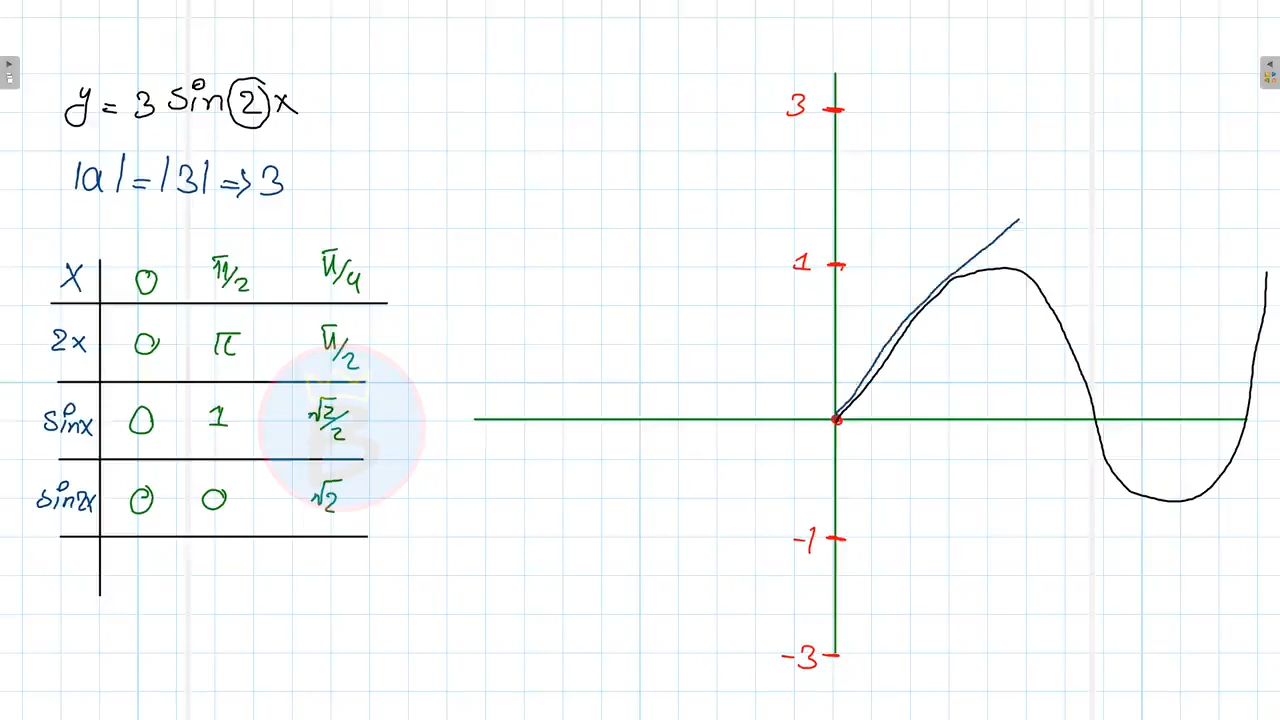 y = 3 sin 2 x
|a| = |3| => 3
x 0 π/2 π/4
2x 0 π π/2
sinx 0 1 √2/2
sin2x 0 0 √2
3
1
-1
-3